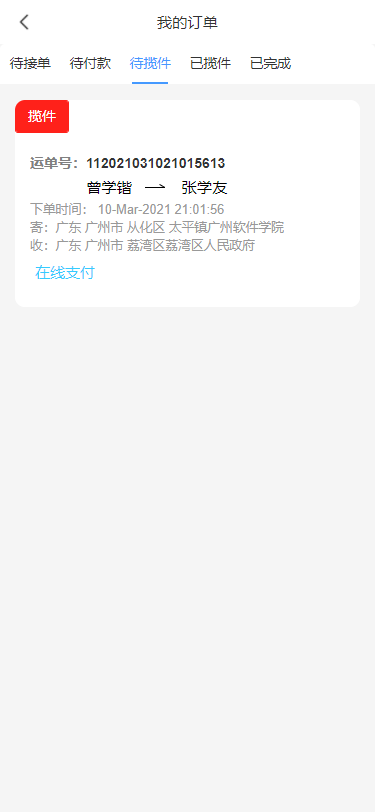 我的订单
待接单 待付款 待揽件 已揽件 已完成
揽件
运单号：112021031021015613
曾学锴 → 张学友
下单时间： 10-Mar-2021 21:01:56
寄：广东 广州市 从化区 太平镇广州软件学院
收：广东 广州市 荔湾区荔湾区人民政府
在线支付